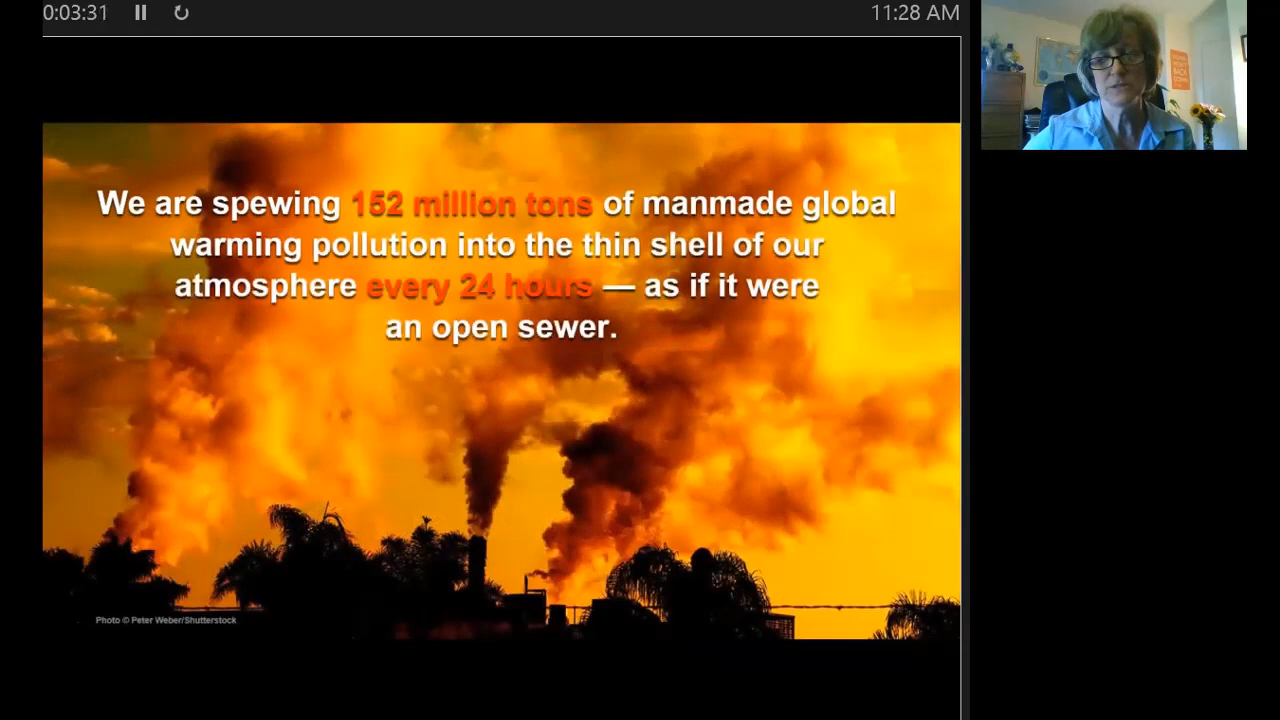 0:03:31
11:28 AM
We are spewing 152 million tons of manmade global
warming pollution into the thin shell of our
atmosphere every 24 hours — as if it were
an open sewer.
Photo © Peter Weber/Shutterstock